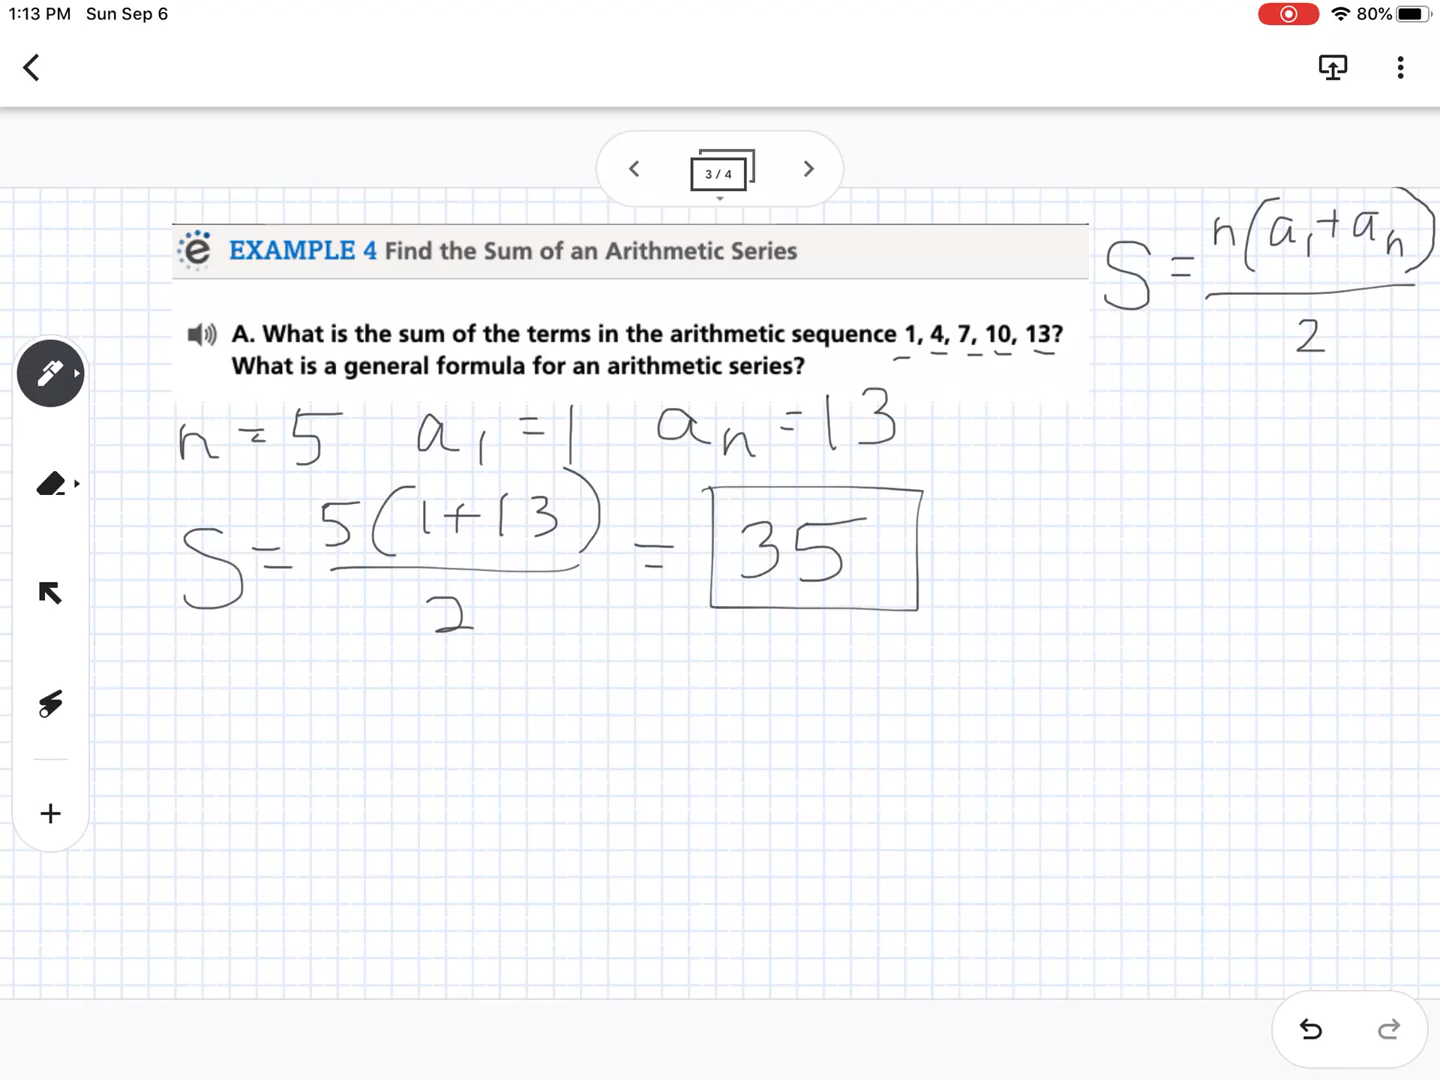 1:13 PM Sun Sep 6 80%
3 / 4
e EXAMPLE 4 Find the Sum of an Arithmetic Series
S = n(a₁+aₙ)/2
A. What is the sum of the terms in the arithmetic sequence 1, 4, 7, 10, 13?
What is a general formula for an arithmetic series?
n = 5 a₁ = 1 aₙ = 13
S = 5(1+13)/2 = 35